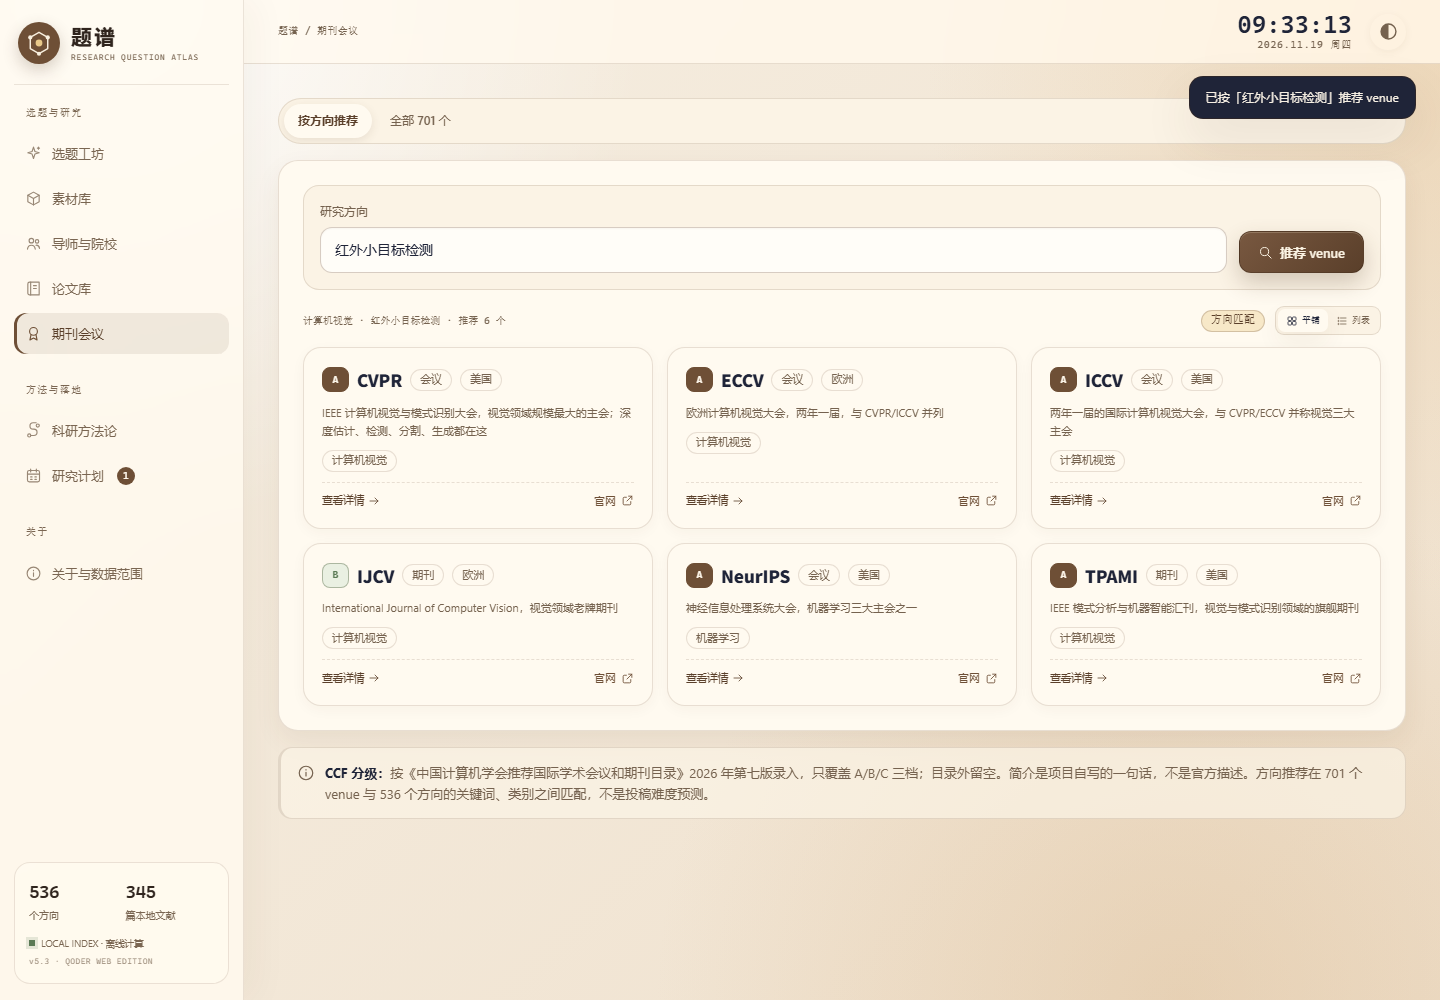 题谱
RESEARCH QUESTION ATLAS
选题与研究
选题工坊
素材库
导师与院校
论文库
期刊会议
方法与落地
科研方法论
研究计划 1
关于
关于与数据范围
536 345
个方向 篇本地文献
LOCAL INDEX · 离线计算
v5.3 · QODER WEB EDITION
题谱 / 期刊会议
09:33:13
2026.11.19 周四
已按「红外小目标检测」推荐 venue
按方向推荐 全部 701 个
研究方向
红外小目标检测
推荐 venue
计算机视觉 · 红外小目标检测 · 推荐 6 个
方向匹配 平铺 列表
A CVPR 会议 美国
IEEE 计算机视觉与模式识别大会，视觉领域规模最大的主会；深
度估计、检测、分割、生成都在这
计算机视觉
查看详情 → 官网
A ECCV 会议 欧洲
欧洲计算机视觉大会，两年一届，与 CVPR/ICCV 并列
计算机视觉
查看详情 → 官网
A ICCV 会议 美国
两年一届的国际计算机视觉大会，与 CVPR/ECCV 并称视觉三大
主会
计算机视觉
查看详情 → 官网
B IJCV 期刊 欧洲
International Journal of Computer Vision，视觉领域老牌期刊
计算机视觉
查看详情 → 官网
A NeurIPS 会议 美国
神经信息处理系统大会，机器学习三大主会之一
机器学习
查看详情 → 官网
A TPAMI 期刊 美国
IEEE 模式分析与机器智能汇刊，视觉与模式识别领域的旗舰期刊
计算机视觉
查看详情 → 官网
CCF 分级：按《中国计算机学会推荐国际学术会议和期刊目录》2026 年第七版录入，只覆盖 A/B/C 三档；目录外留空。简介是项目自写的一句话，不是官方描述。方向推荐在 701 个
venue 与 536 个方向的关键词、类别之间匹配，不是投稿难度预测。